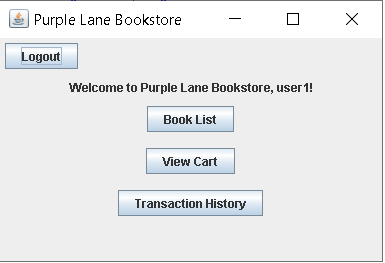 Purple Lane Bookstore
Logout
Welcome to Purple Lane Bookstore, user1!
Book List
View Cart
Transaction History